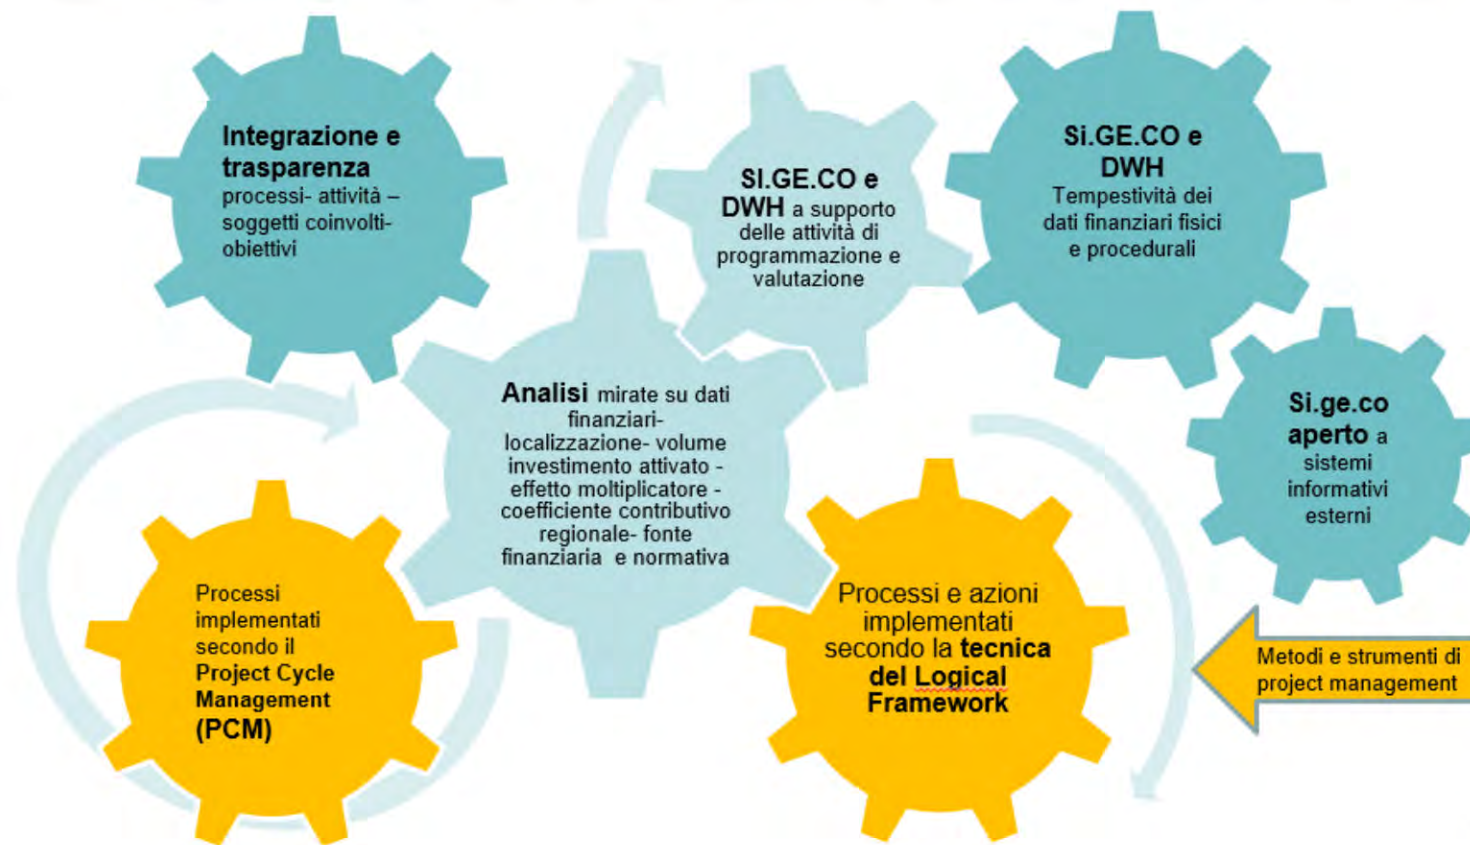 Integrazione e
trasparenza
processi- attività –
soggetti coinvolti-
obiettivi
SI.GE.CO e
DWH a supporto
delle attività di
programmazione e
valutazione
Si.GE.CO e
DWH
Tempestività dei
dati finanziari fisici
e procedurali
Analisi mirate su dati
finanziari-
localizzazione- volume
investimento attivato -
effetto moltiplicatore -
coefficiente contributivo
regionale- fonte
finanziaria e normativa
Si.ge.co
aperto a
sistemi
informativi
esterni
Processi
implementati
secondo il
Project Cycle
Management
(PCM)
Processi e azioni
implementati
secondo la tecnica
del Logical
Framework
Metodi e strumenti di
project management